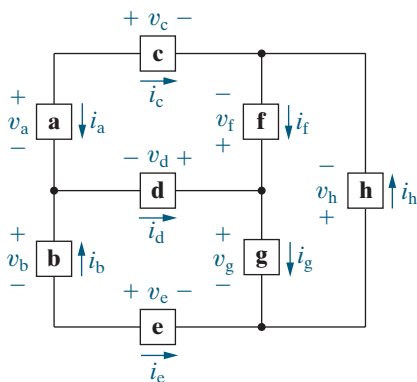 + v_c −
c
i_c
+ v_a −
a
i_a
− v_f +
f
i_f
− v_d +
d
i_d
− v_h +
h
i_h
+ v_b −
b
i_b
+ v_g −
g
i_g
+ v_e −
e
i_e